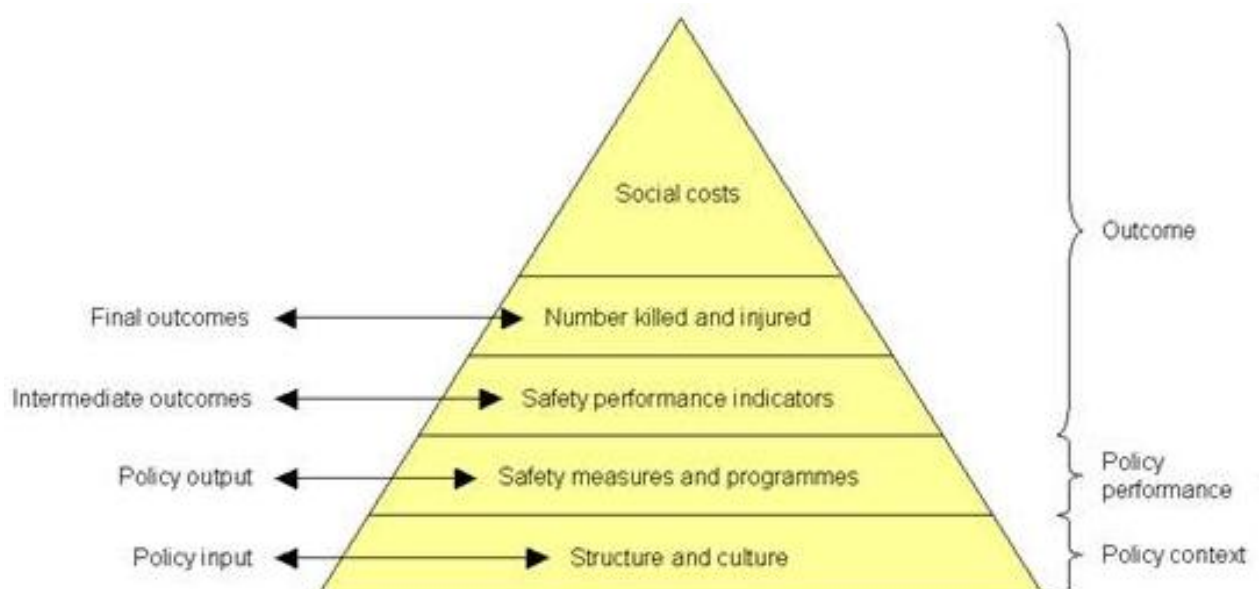 Social costs
Outcome
Final outcomes
Number killed and injured
Intermediate outcomes
Safety performance indicators
Policy output
Safety measures and programmes
Policy
performance
Policy input
Structure and culture
Policy context